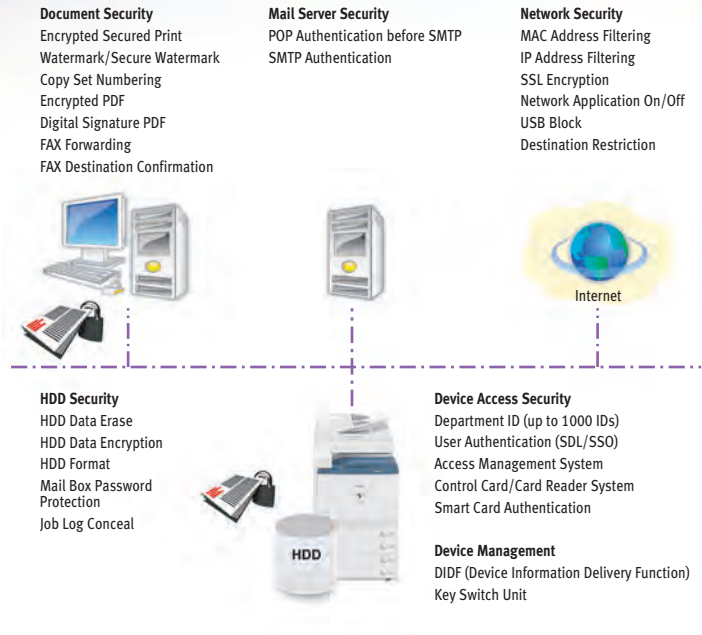 Document Security
Encrypted Secured Print
Watermark/Secure Watermark
Copy Set Numbering
Encrypted PDF
Digital Signature PDF
FAX Forwarding
FAX Destination Confirmation
Mail Server Security
POP Authentication before SMTP
SMTP Authentication
Network Security
MAC Address Filtering
IP Address Filtering
SSL Encryption
Network Application On/Off
USB Block
Destination Restriction
Internet
HDD Security
HDD Data Erase
HDD Data Encryption
HDD Format
Mail Box Password
Protection
Job Log Conceal
HDD
Device Access Security
Department ID (up to 1000 IDs)
User Authentication (SDL/SSO)
Access Management System
Control Card/Card Reader System
Smart Card Authentication
Device Management
DIDF (Device Information Delivery Function)
Key Switch Unit